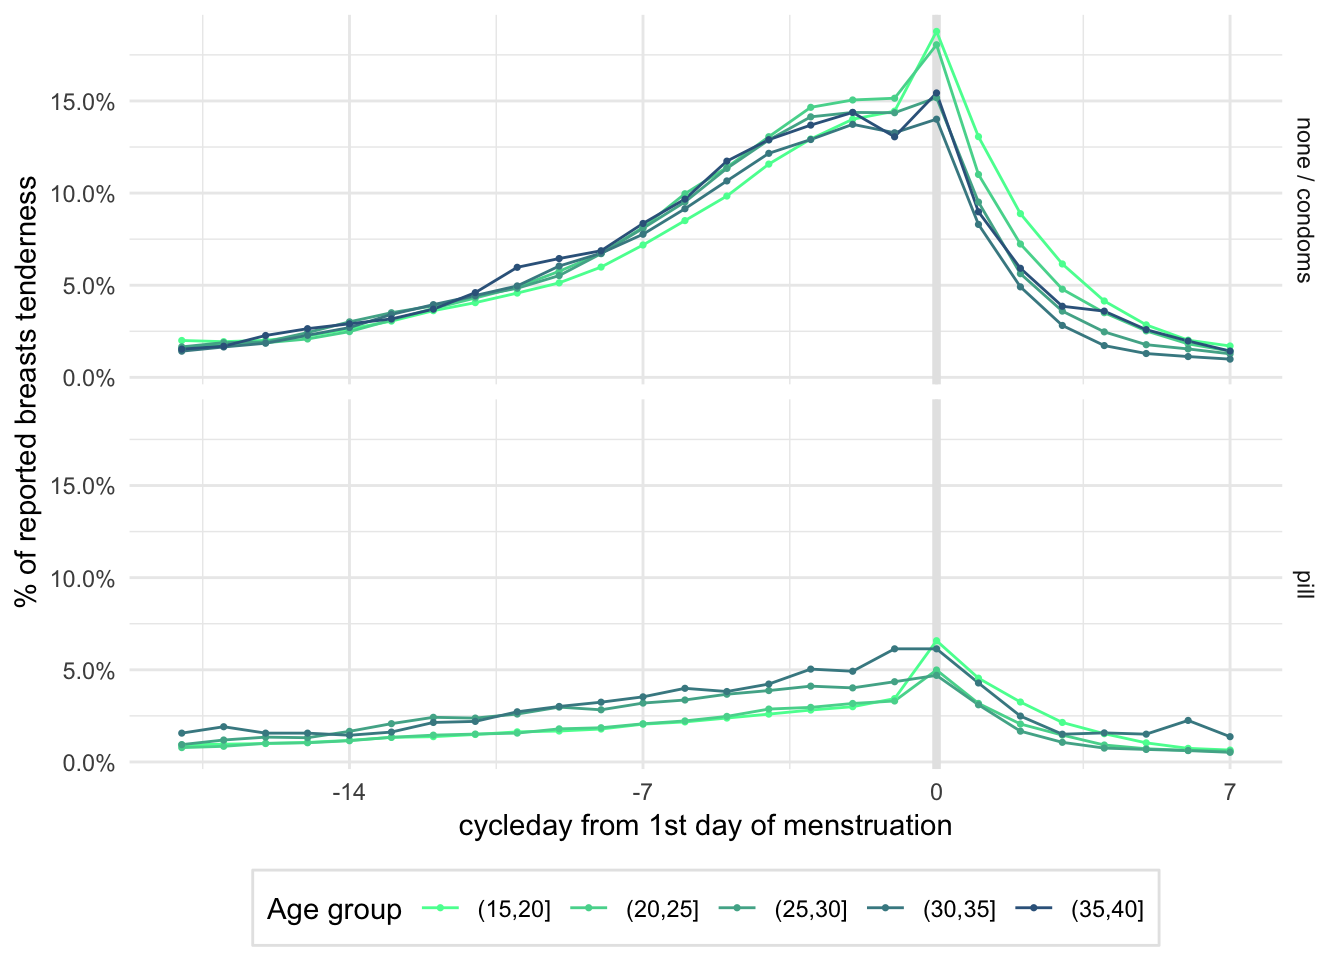 % of reported breasts tenderness
15.0%
10.0%
5.0%
0.0%
none / condoms
15.0%
10.0%
5.0%
0.0%
pill
-14 -7 0 7
cycleday from 1st day of menstruation
Age group (15,20] (20,25] (25,30] (30,35] (35,40]